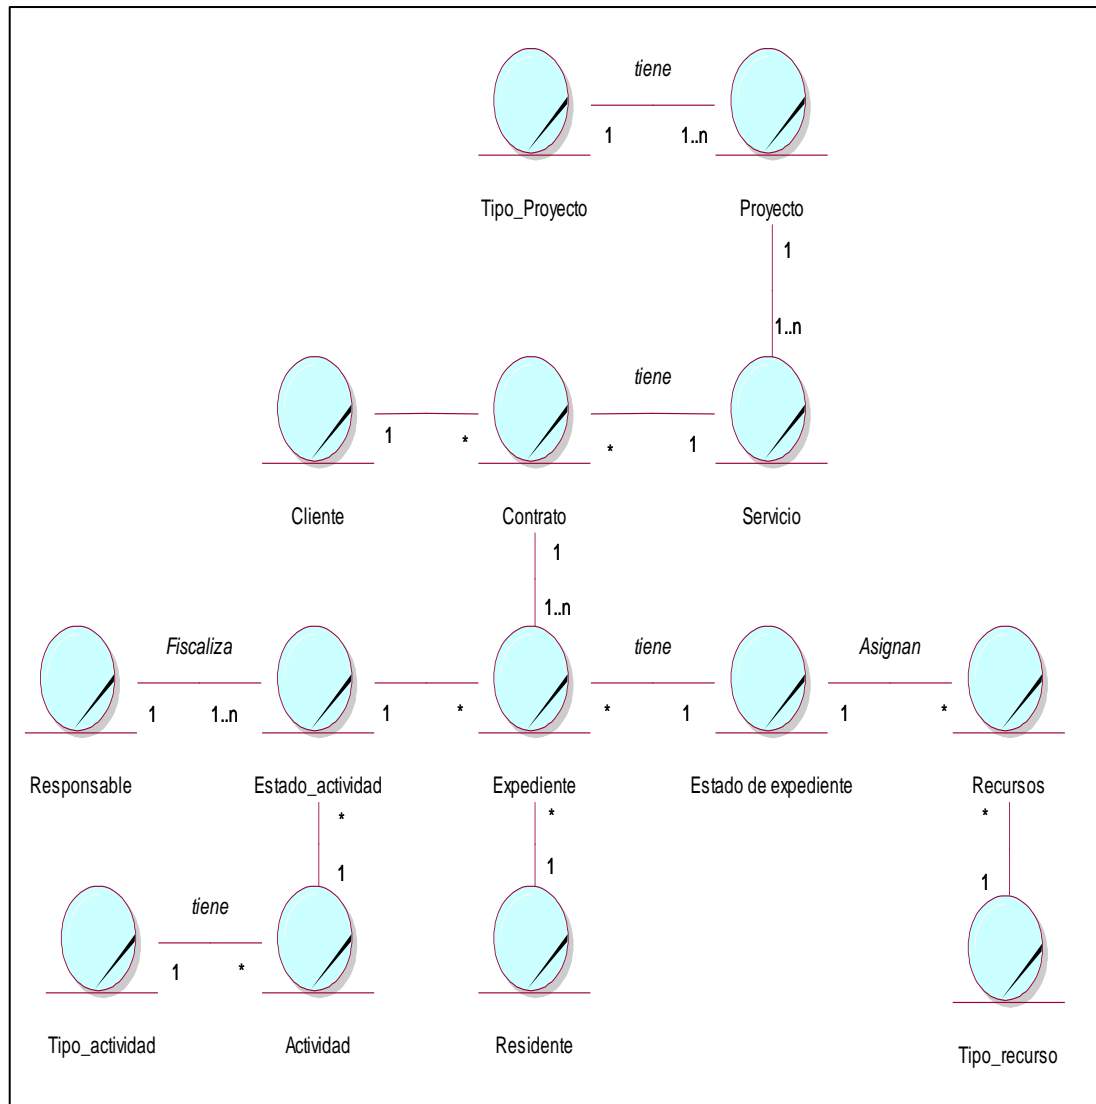 tiene
1 1..n
Tipo_Proyecto Proyecto
1
1..n
tiene
1 * * 1
Cliente Contrato Servicio
1
1..n
Fiscaliza tiene Asignan
1 1..n 1 * * 1 1 *
Responsable Estado_actividad Expediente Estado de expediente Recursos
* * *
1 1 1
tiene
1 *
Tipo_actividad Actividad Residente Tipo_recurso